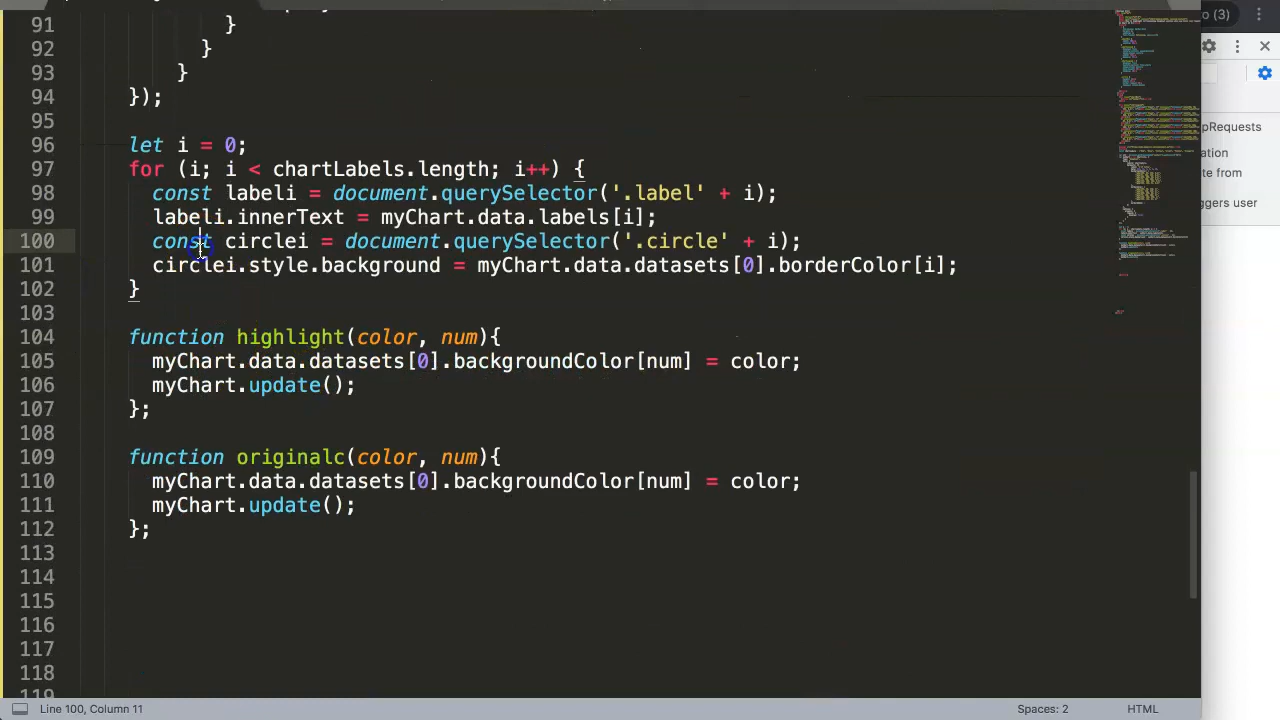 91 }
92 }
93 }
94 });
95
96 let i = 0;
97 for (i; i < chartLabels.length; i++) {
98 const labeli = document.querySelector('.label' + i);
99 labeli.innerText = myChart.data.labels[i];
100 const circlei = document.querySelector('.circle' + i);
101 circlei.style.background = myChart.data.datasets[0].borderColor[i];
102 }
103
104 function highlight(color, num){
105 myChart.data.datasets[0].backgroundColor[num] = color;
106 myChart.update();
107 };
108
109 function originalc(color, num){
110 myChart.data.datasets[0].backgroundColor[num] = color;
111 myChart.update();
112 };
113
114
115
116
117
118
119
Line 100, Column 11
Spaces: 2
HTML
o (3)
pRequests
ation
te from
ggers user